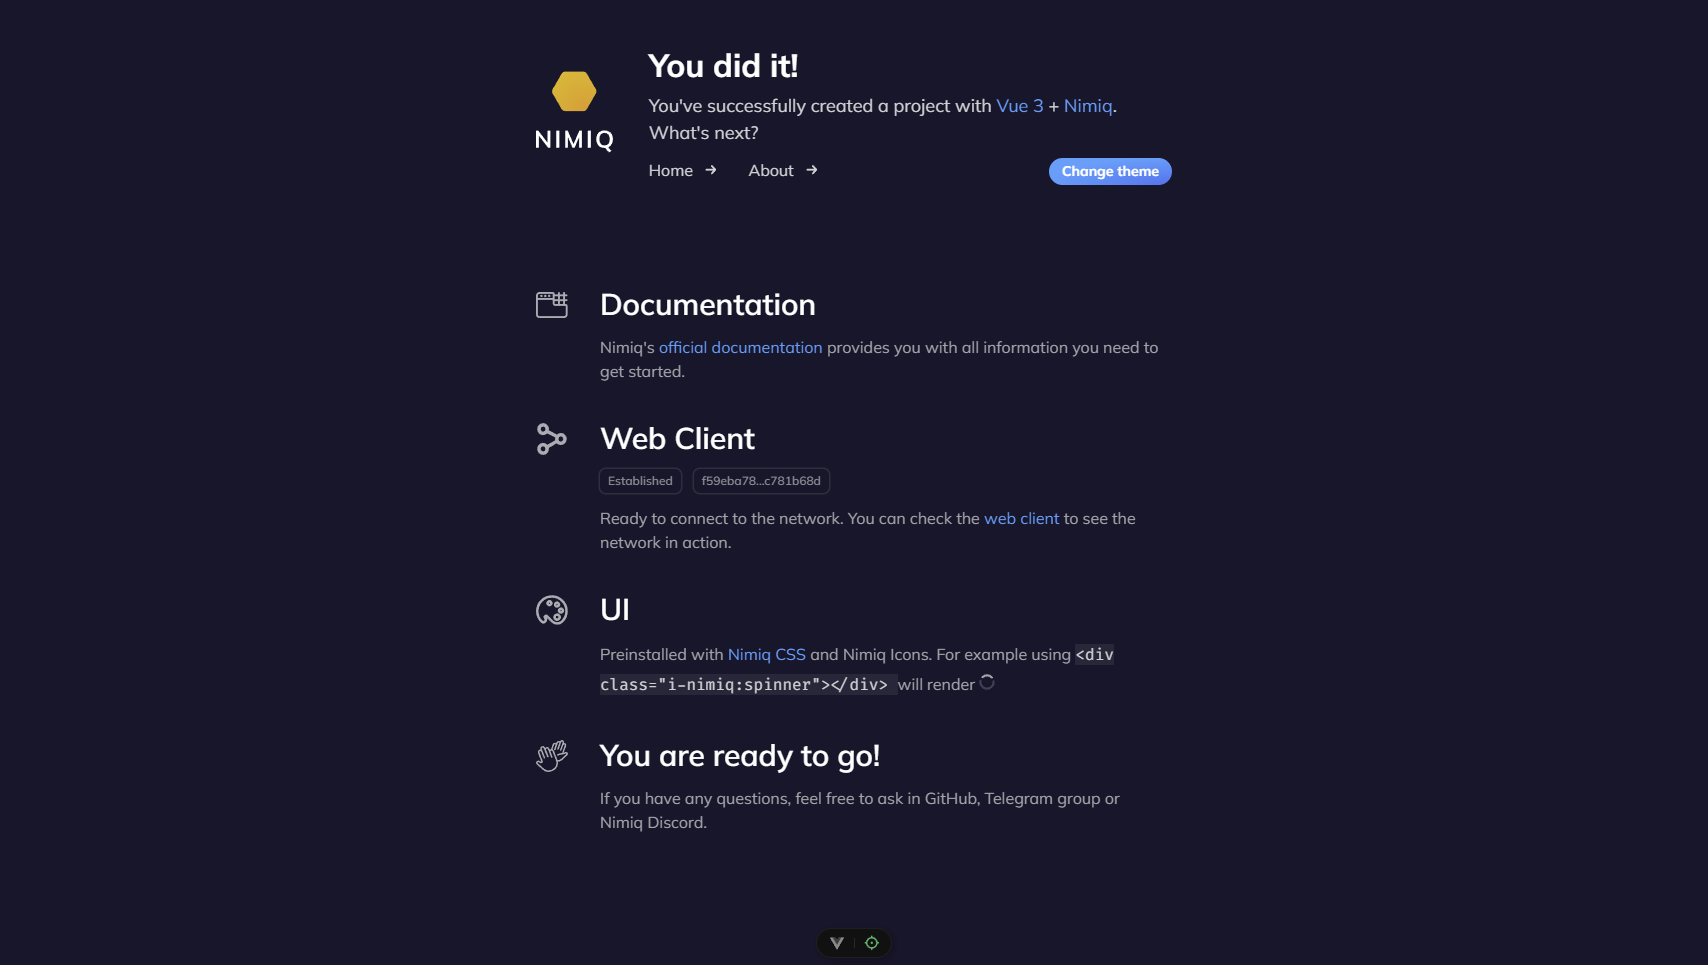 You did it!
You've successfully created a project with Vue 3 + Nimiq.
What's next?
NIMIQ
Home → About →
Change theme
Documentation
Nimiq's official documentation provides you with all information you need to
get started.
Web Client
Established f59eba78...c781b68d
Ready to connect to the network. You can check the web client to see the
network in action.
UI
Preinstalled with Nimiq CSS and Nimiq Icons. For example using <div
class="i-nimiq:spinner"></div> will render
You are ready to go!
If you have any questions, feel free to ask in GitHub, Telegram group or
Nimiq Discord.